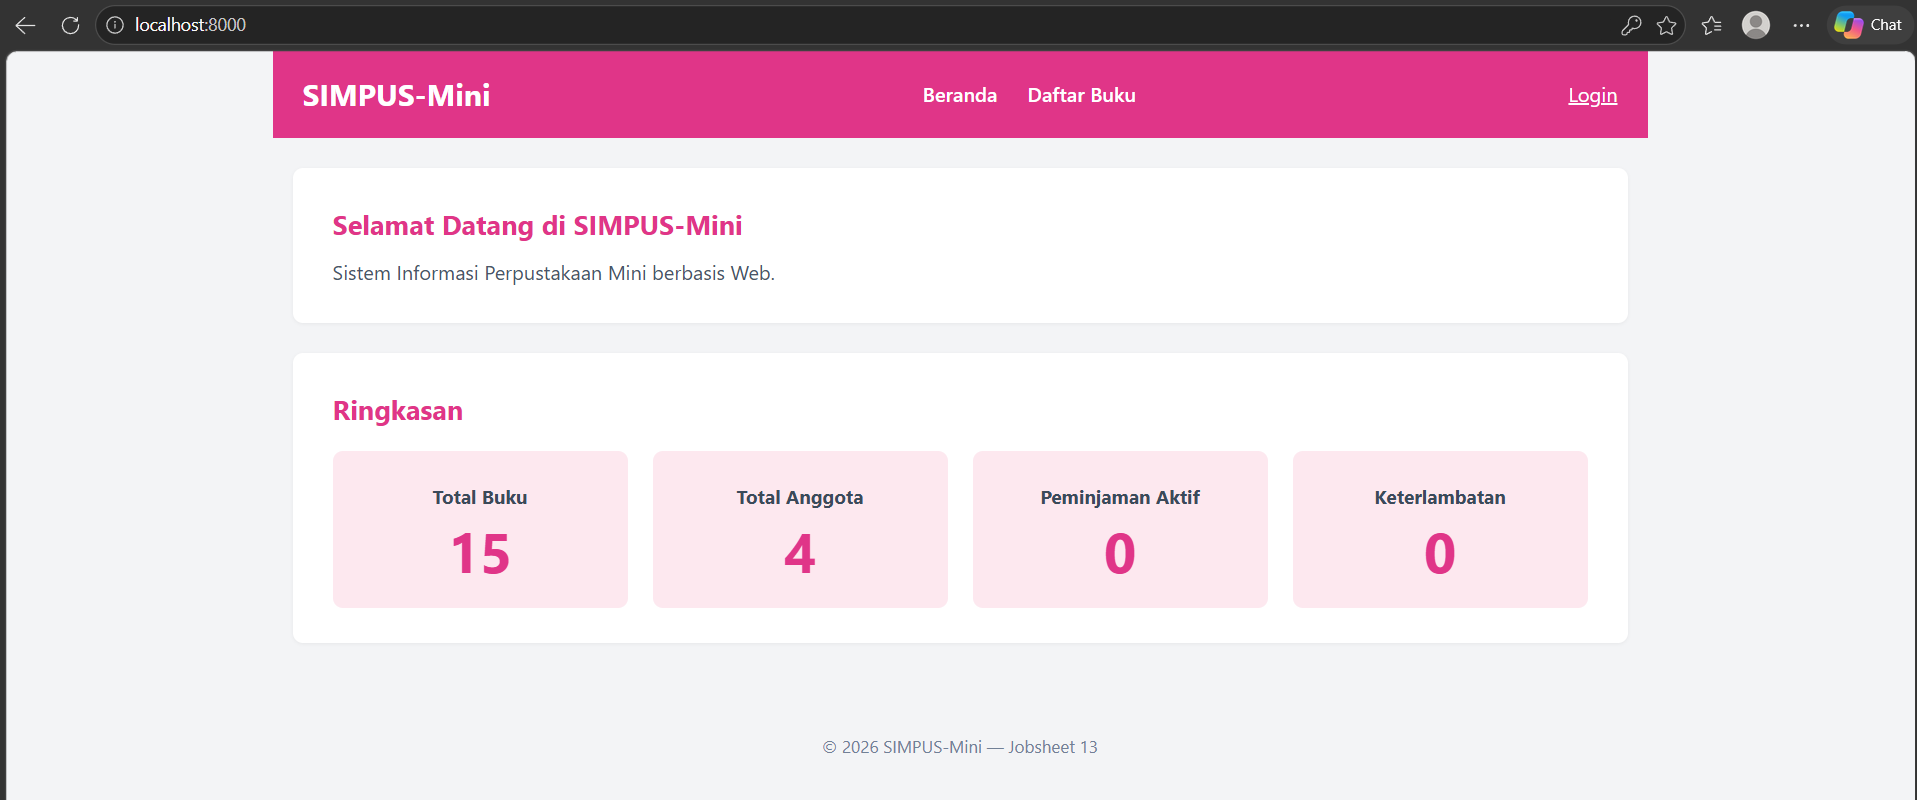 localhost:8000
Chat
SIMPUS-Mini
Beranda
Daftar Buku
Login
Selamat Datang di SIMPUS-Mini
Sistem Informasi Perpustakaan Mini berbasis Web.
Ringkasan
Total Buku
15
Total Anggota
4
Peminjaman Aktif
0
Keterlambatan
0
© 2026 SIMPUS-Mini — Jobsheet 13